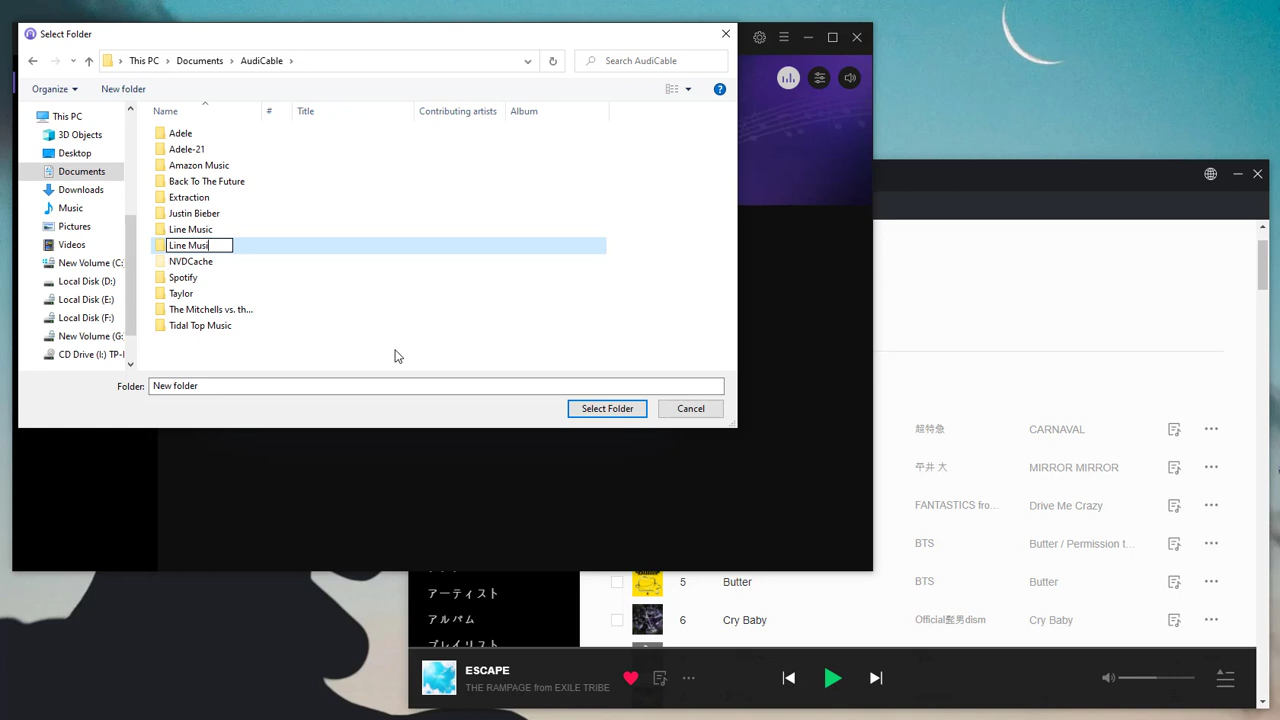 Select Folder
This PC
Documents
AudiCable
Search AudiCable
Organize
New folder
Name
#
Title
Contributing artists
Album
This PC
3D Objects
Desktop
Documents
Downloads
Music
Pictures
Videos
New Volume (C:
Local Disk (D:)
Local Disk (E:)
Local Disk (F:)
New Volume (G:
CD Drive (I:) TP-L
Adele
Adele-21
Amazon Music
Back To The Future
Extraction
Justin Bieber
Line Music
Line Musi
NVDCache
Spotify
Taylor
The Mitchells vs. th...
Tidal Top Music
Folder:
New folder
Select Folder
Cancel
超特急 CARNAVAL
平井 大 MIRROR MIRROR
FANTASTICS fro... Drive Me Crazy
BTS Butter / Permission t...
5 Butter BTS Butter
6 Cry Baby Official髭男dism Cry Baby
アーティスト
アルバム
プレイリスト
ESCAPE
THE RAMPAGE from EXILE TRIBE